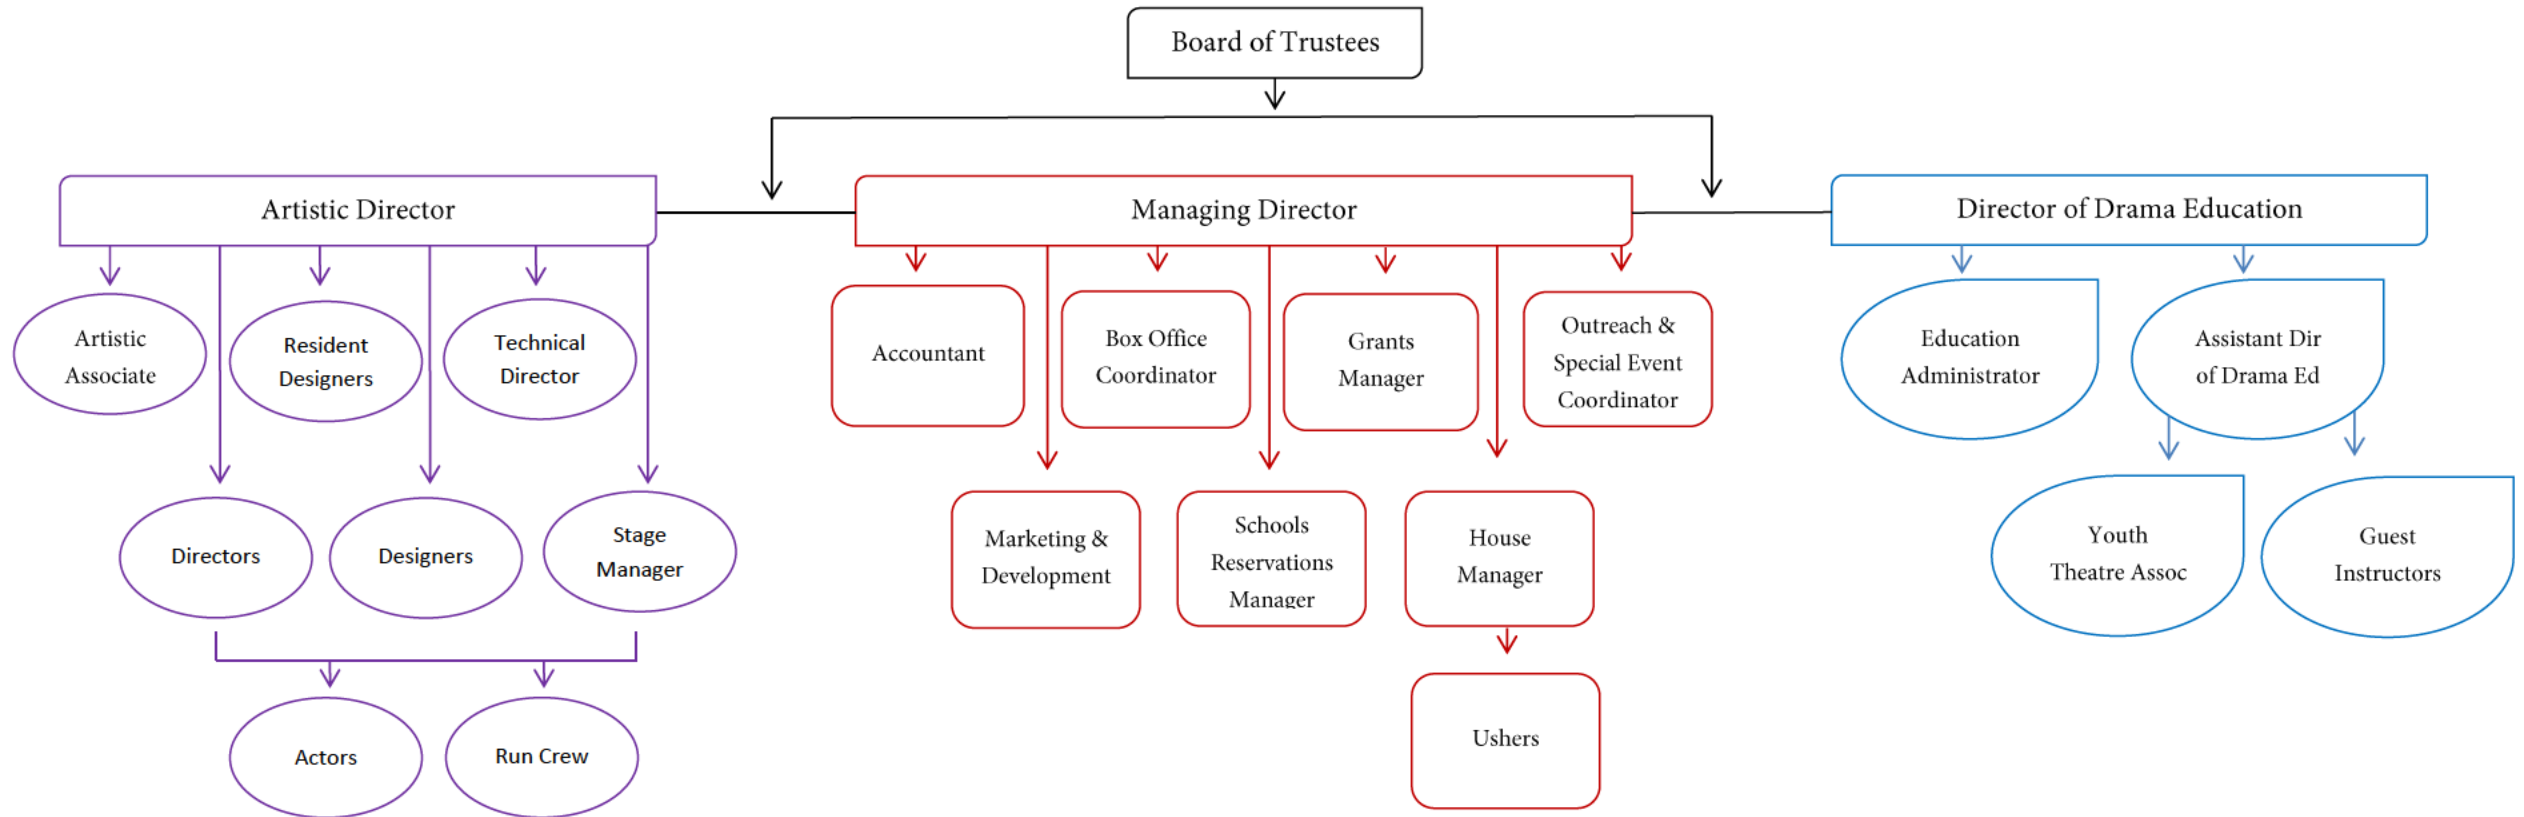 Board of Trustees
Artistic Director
Managing Director
Director of Drama Education
Artistic
Associate
Resident
Designers
Technical
Director
Accountant
Box Office
Coordinator
Grants
Manager
Outreach &
Special Event
Coordinator
Education
Administrator
Assistant Dir
of Drama Ed
Directors
Designers
Stage
Manager
Marketing &
Development
Schools
Reservations
Manager
House
Manager
Youth
Theatre Assoc
Guest
Instructors
Actors
Run Crew
Ushers